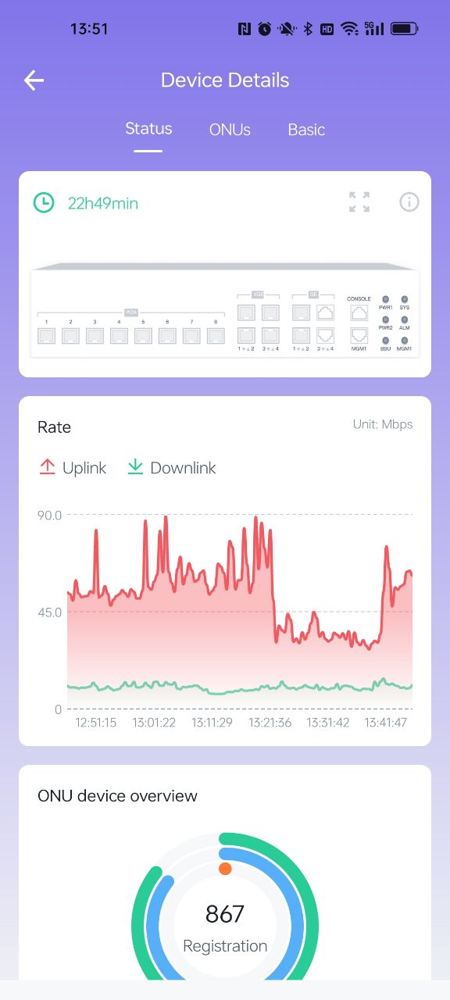 13:51
HD 5G
Device Details
Status ONUs Basic
22h49min
XGE GE CONSOLE
PON PWR1 SYS
1 2 3 4 5 6 7 8
PWR2 ALM
1 ▼▲ 2 3 ▼▲ 4 1 ▼▲ 2 3 ▼▲ 4 MGMT BBU MGMT
Rate Unit: Mbps
Uplink Downlink
90.0
45.0
0
12:51:15 13:01:22 13:11:29 13:21:36 13:31:42 13:41:47
ONU device overview
867
Registration